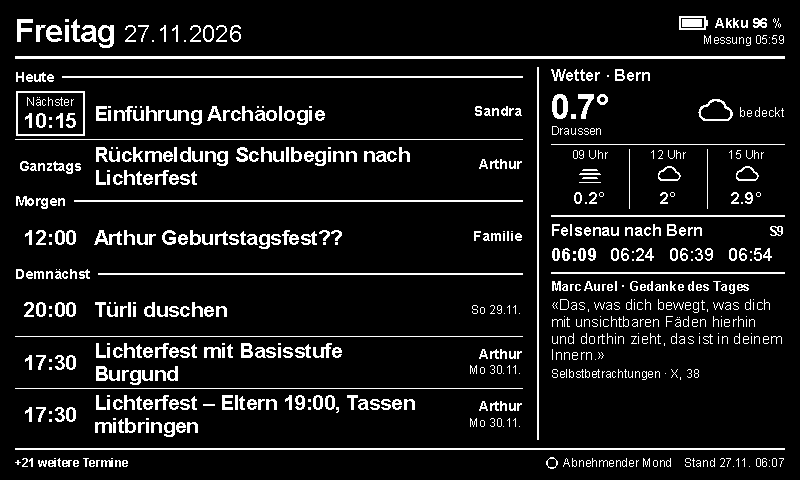 Freitag 27.11.2026
Akku 96 %
Messung 05:59
Heute
Nächster
10:15
Einführung Archäologie
Sandra
Ganztags
Rückmeldung Schulbeginn nach
Lichterfest
Arthur
Morgen
12:00
Arthur Geburtstagsfest??
Familie
Demnächst
20:00
Türli duschen
So 29.11.
17:30
Lichterfest mit Basisstufe
Burgund
Arthur
Mo 30.11.
17:30
Lichterfest – Eltern 19:00, Tassen
mitbringen
Arthur
Mo 30.11.
+21 weitere Termine
Wetter · Bern
0.7°
Draussen
bedeckt
09 Uhr 12 Uhr 15 Uhr
0.2° 2° 2.9°
Felsenau nach Bern S9
06:09 06:24 06:39 06:54
Marc Aurel · Gedanke des Tages
«Das, was dich bewegt, was dich
mit unsichtbaren Fäden hierhin
und dorthin zieht, das ist in deinem
Innern.»
Selbstbetrachtungen · X, 38
Abnehmender Mond Stand 27.11. 06:07